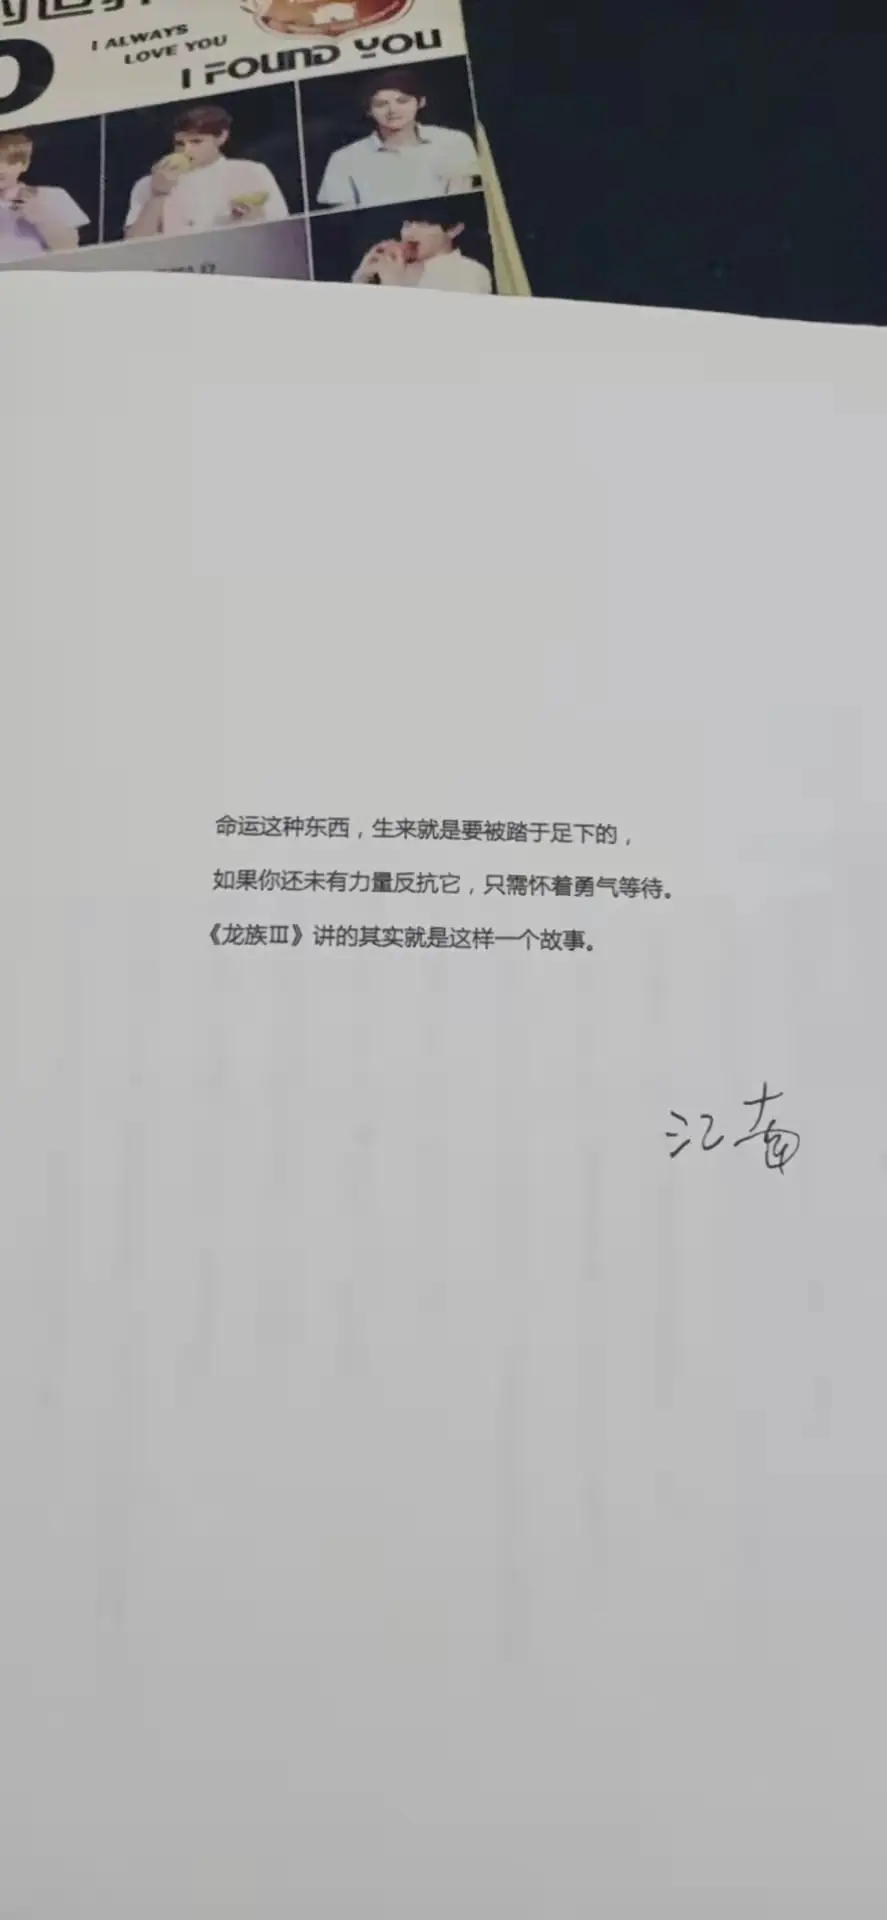 I ALWAYS
LOVE YOU
I FOUND YOU
命运这种东西，生来就是要被踏于足下的，
如果你还未有力量反抗它，只需怀着勇气等待。
《龙族Ⅲ》讲的其实就是这样一个故事。
江南